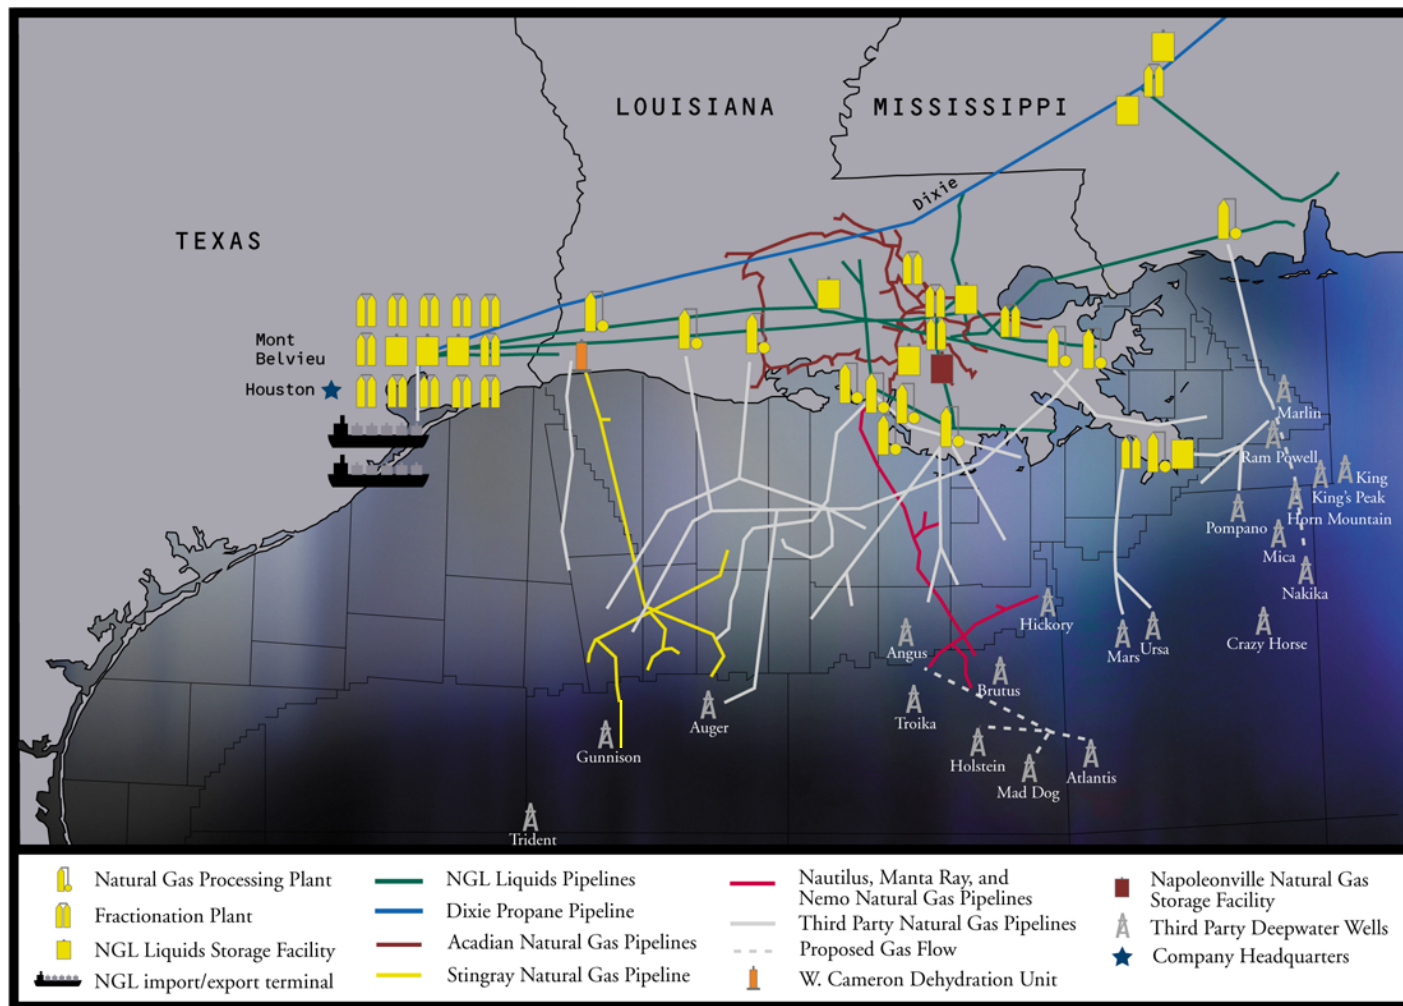 LOUISIANA
MISSISSIPPI
Dixie
TEXAS
Mont
Belvieu
Houston
Marlin
Ram Powell
King
King's Peak
Horn Mountain
Pompano
Mica
Nakika
Hickory
Crazy Horse
Angus
Mars
Ursa
Brutus
Troika
Auger
Gunnison
Holstein
Atlantis
Mad Dog
Trident
Natural Gas Processing Plant
Fractionation Plant
NGL Liquids Storage Facility
NGL import/export terminal
NGL Liquids Pipelines
Dixie Propane Pipeline
Acadian Natural Gas Pipelines
Stingray Natural Gas Pipeline
Nautilus, Manta Ray, and
Nemo Natural Gas Pipelines
Third Party Natural Gas Pipelines
Proposed Gas Flow
W. Cameron Dehydration Unit
Napoleonville Natural Gas
Storage Facility
Third Party Deepwater Wells
Company Headquarters